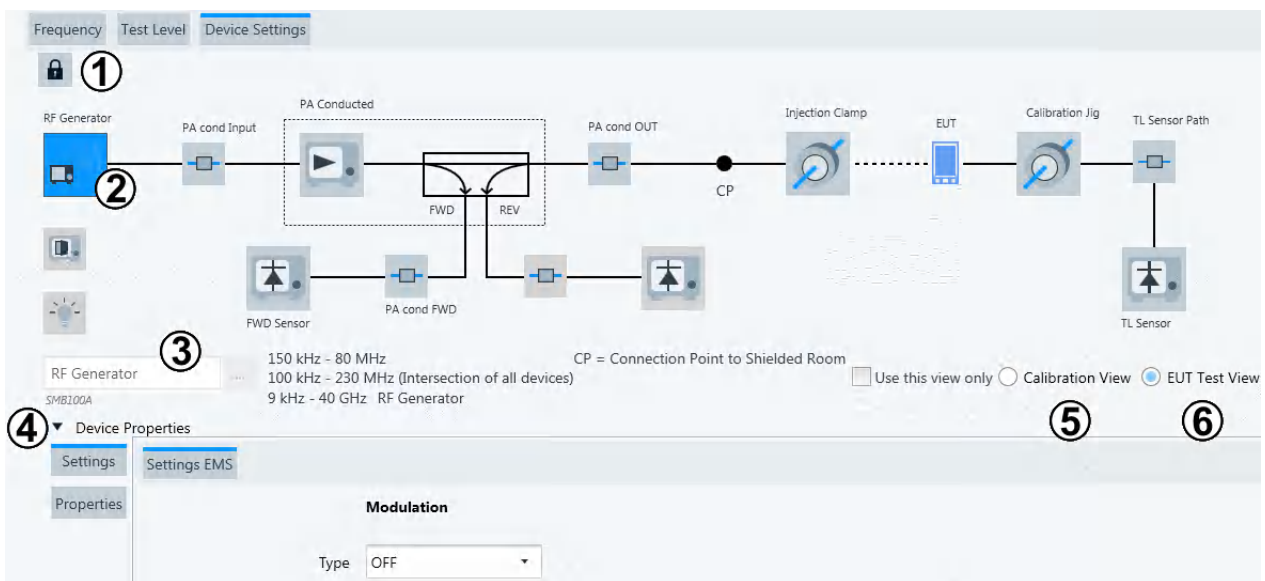 Frequency Test Level Device Settings
1
RF Generator
PA cond Input
PA Conducted
PA cond OUT
Injection Clamp
EUT
Calibration Jig
TL Sensor Path
2
CP
FWD REV
PA cond FWD
FWD Sensor
TL Sensor
3
RF Generator ....
SMB100A
150 kHz - 80 MHz
100 kHz - 230 MHz (Intersection of all devices)
9 kHz - 40 GHz RF Generator
CP = Connection Point to Shielded Room
Use this view only Calibration View EUT Test View
4 Device Properties
5 6
Settings Settings EMS
Properties
Modulation
Type OFF